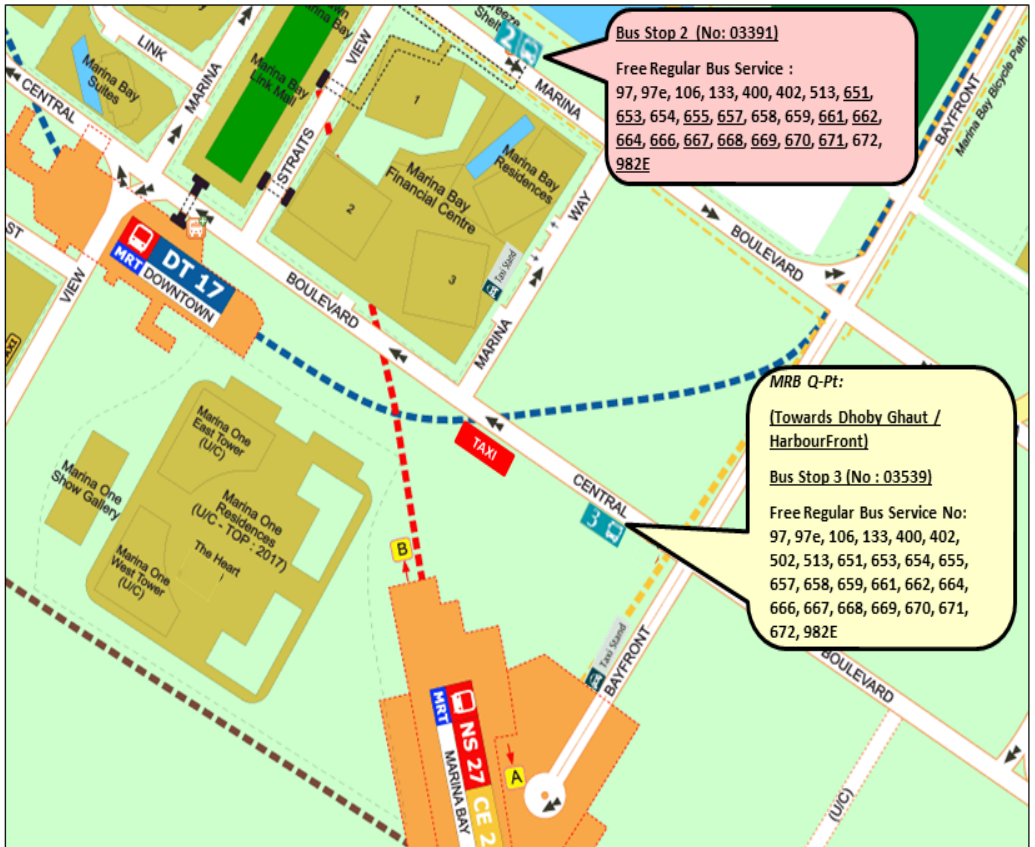 Bus Stop 2 (No: 03391)
Free Regular Bus Service :
97, 97e, 106, 133, 400, 402, 513, 651,
653, 654, 655, 657, 658, 659, 661, 662,
664, 666, 667, 668, 669, 670, 671, 672,
982E
MRB Q-Pt:
(Towards Dhoby Ghaut /
HarbourFront)
Bus Stop 3 (No : 03539)
Free Regular Bus Service No:
97, 97e, 106, 133, 400, 402,
502, 513, 651, 653, 654, 655,
657, 658, 659, 661, 662, 664,
666, 667, 668, 669, 670, 671,
672, 982E
2
LINK
Marina Bay
Suites
CENTRAL
MARINA
Marina Bay
Link Mall
VIEW
STRAITS
MARINA
BAYFRONT
Marina Bay Bicycle Path
1
2
3
Marina Bay
Financial Centre
Marina Bay
Residences
WAY
MARINA
Taxi Stand
BOULEVARD
BOULEVARD
VIEW
MRT
DT 17
DOWNTOWN
TAXI
TAXI
CENTRAL
3
BOULEVARD
Marina One
East Tower
(U/C)
Marina One
Show Gallery
Marina One
Residences
(U/C - TOP : 2017)
The Heart
Marina One
West Tower
(U/C)
B
A
Taxi Stand
BAYFRONT
MRT
NS 27
MARINA BAY
(U/C)